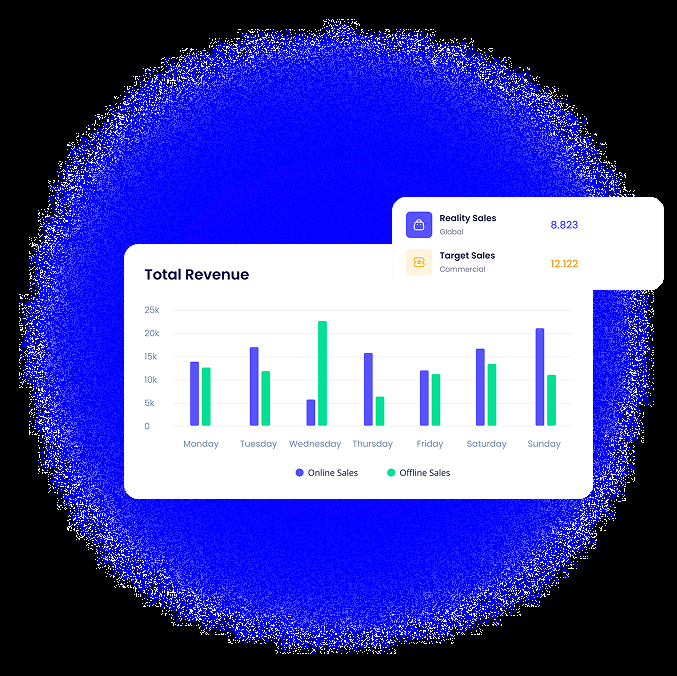 Reality Sales
Global
8.823
Target Sales
Commercial
12.122
Total Revenue
25k
20k
15k
10k
5k
0
Monday Tuesday Wednesday Thursday Friday Saturday Sunday
Online Sales Offline Sales